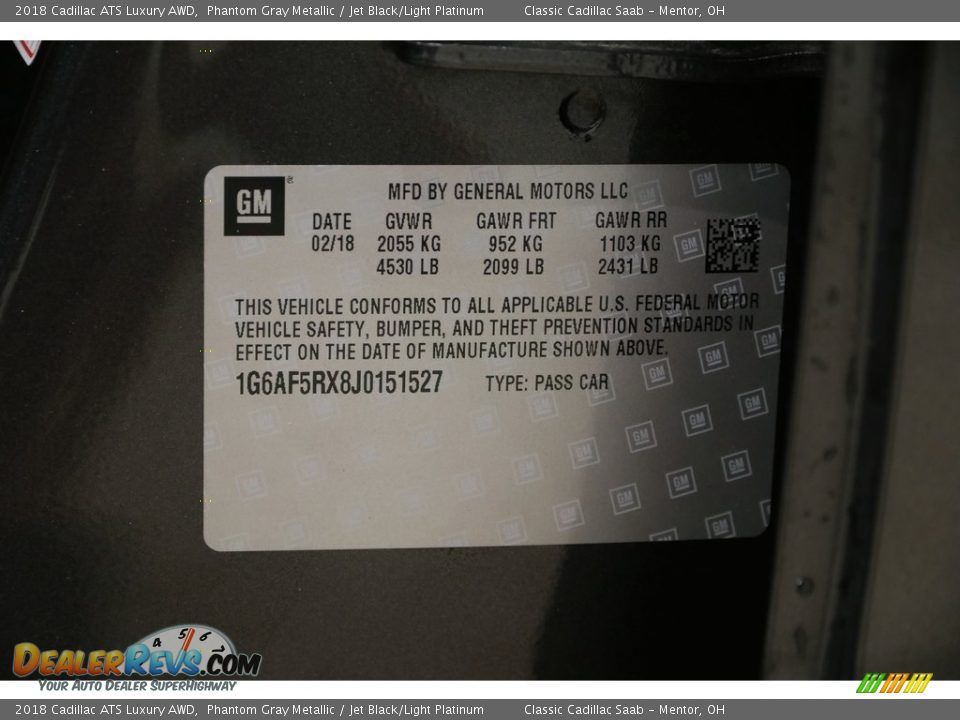 2018 Cadillac ATS Luxury AWD, Phantom Gray Metallic / Jet Black/Light Platinum Classic Cadillac Saab - Mentor, OH
GM®
MFD BY GENERAL MOTORS LLC
DATE GVWR GAWR FRT GAWR RR
02/18 2055 KG 952 KG 1103 KG
4530 LB 2099 LB 2431 LB
THIS VEHICLE CONFORMS TO ALL APPLICABLE U.S. FEDERAL MOTOR
VEHICLE SAFETY, BUMPER, AND THEFT PREVENTION STANDARDS IN
EFFECT ON THE DATE OF MANUFACTURE SHOWN ABOVE.
1G6AF5RX8J0151527 TYPE: PASS CAR
4 5 6
DealerRevs.com
Your Auto Dealer SuperHighway
2018 Cadillac ATS Luxury AWD, Phantom Gray Metallic / Jet Black/Light Platinum Classic Cadillac Saab - Mentor, OH